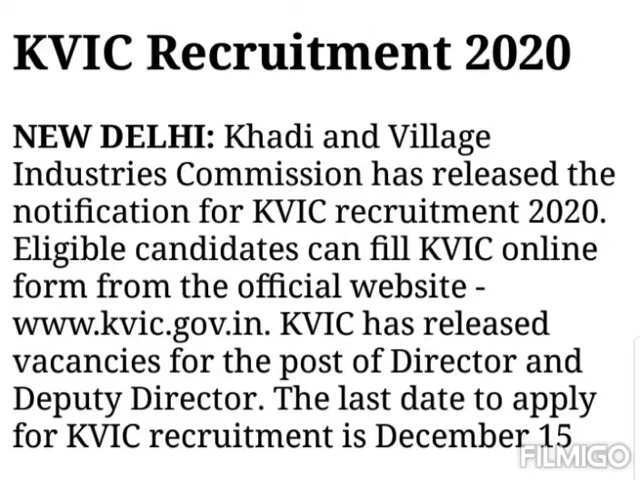 KVIC Recruitment 2020
NEW DELHI: Khadi and Village
Industries Commission has released the
notification for KVIC recruitment 2020.
Eligible candidates can fill KVIC online
form from the official website -
www.kvic.gov.in. KVIC has released
vacancies for the post of Director and
Deputy Director. The last date to apply
for KVIC recruitment is December 15
FILMIGO